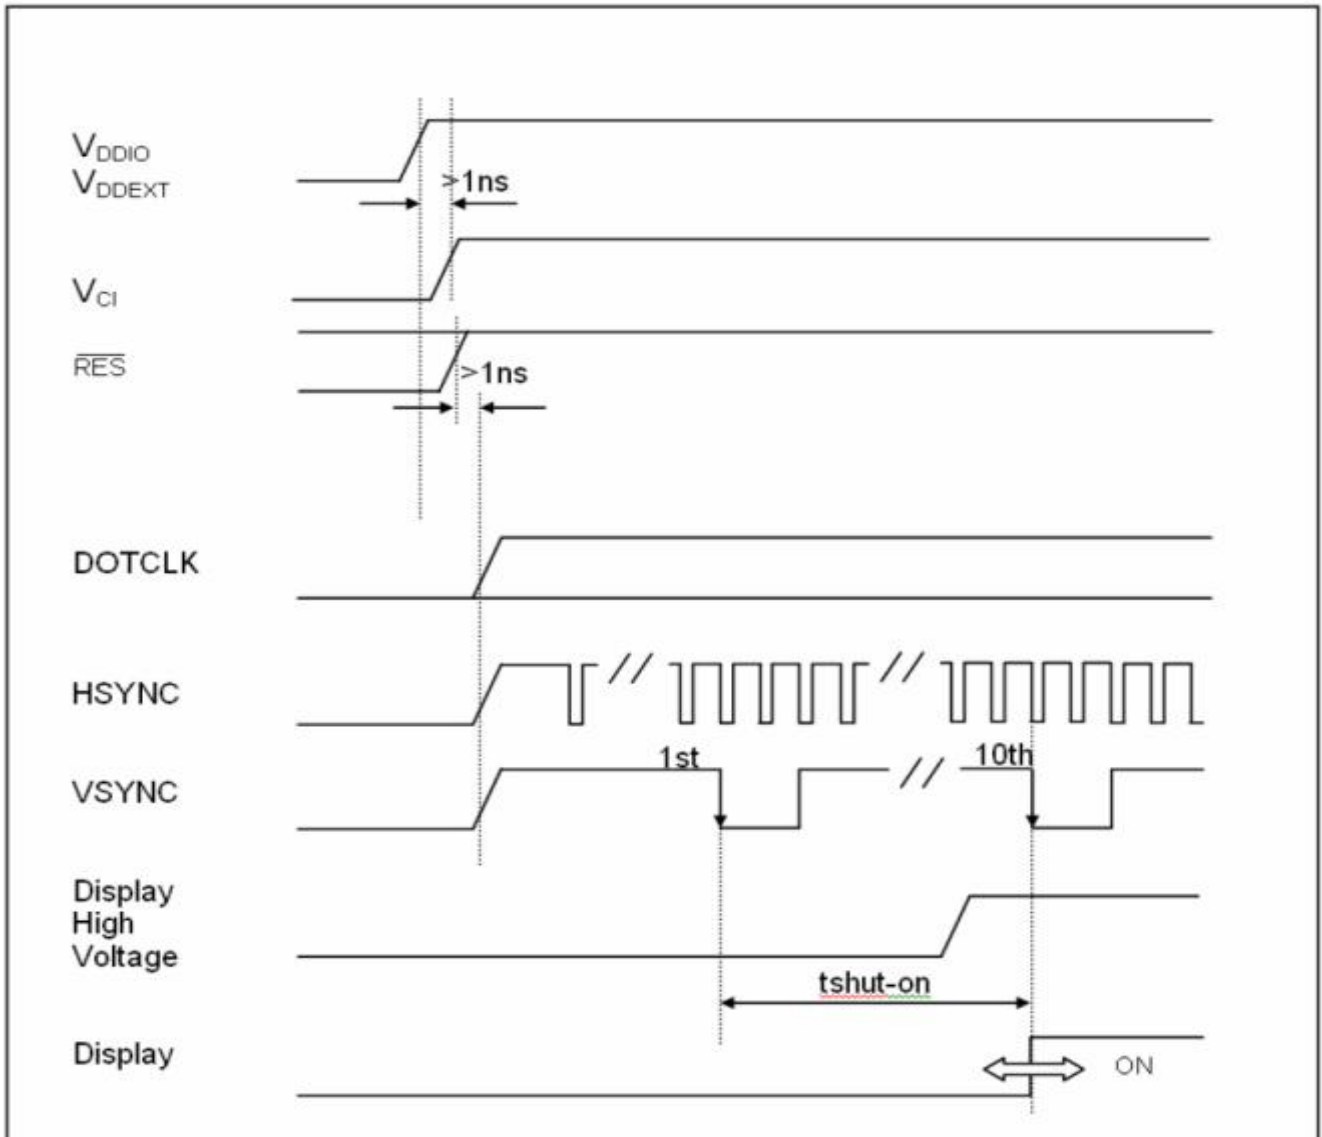 VDDIO
VDDEXT
>1ns
VCI
RES
>1ns
DOTCLK
HSYNC
1st
10th
VSYNC
Display
High
Voltage
tshut-on
Display
ON